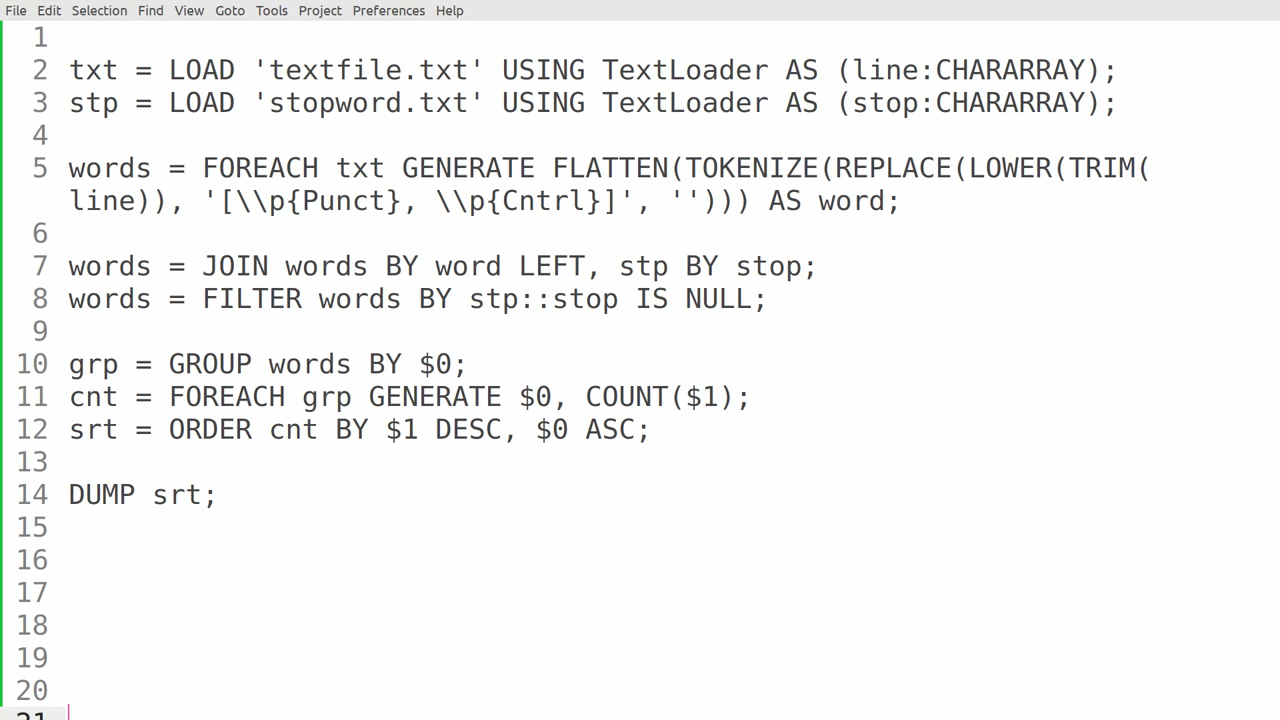 File Edit Selection Find View Goto Tools Project Preferences Help
1
2 txt = LOAD 'textfile.txt' USING TextLoader AS (line:CHARARRAY);
3 stp = LOAD 'stopword.txt' USING TextLoader AS (stop:CHARARRAY);
4
5 words = FOREACH txt GENERATE FLATTEN(TOKENIZE(REPLACE(LOWER(TRIM(
line)), '[\\p{Punct}, \\p{Cntrl}]', ''))) AS word;
6
7 words = JOIN words BY word LEFT, stp BY stop;
8 words = FILTER words BY stp::stop IS NULL;
9
10 grp = GROUP words BY $0;
11 cnt = FOREACH grp GENERATE $0, COUNT($1);
12 srt = ORDER cnt BY $1 DESC, $0 ASC;
13
14 DUMP srt;
15
16
17
18
19
20
21